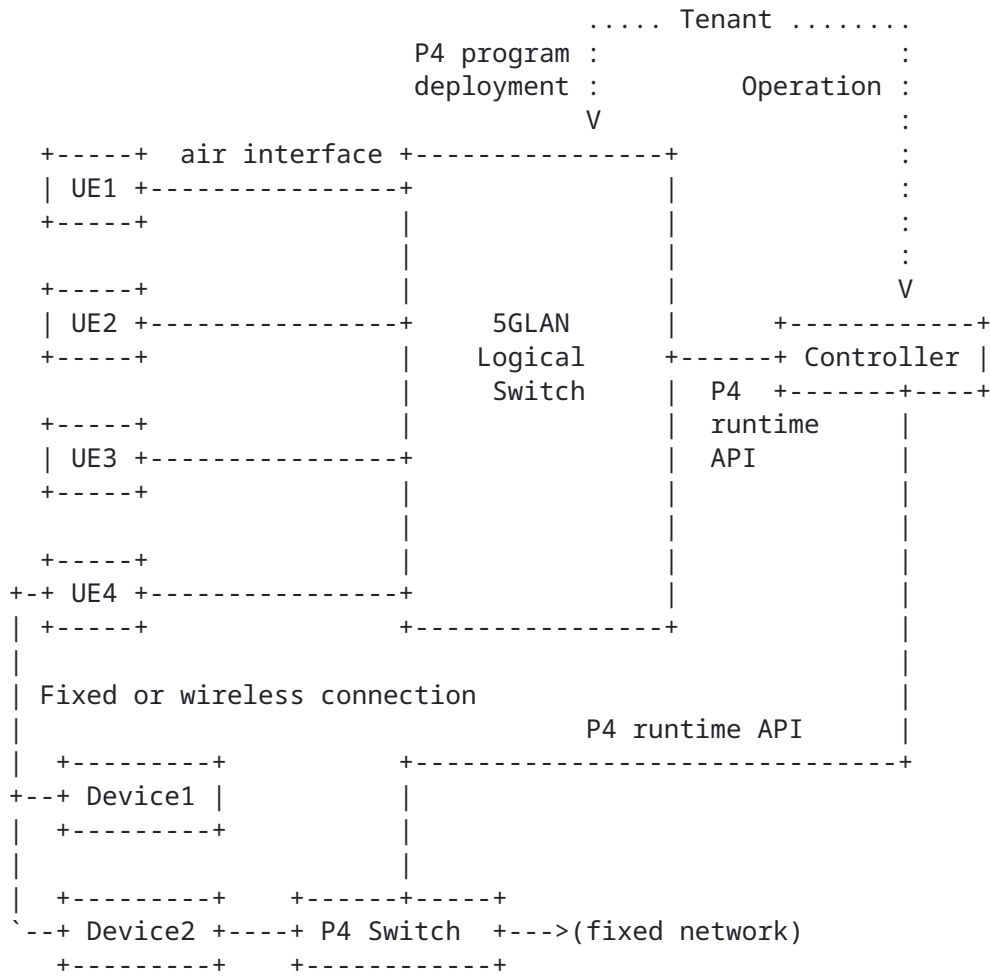 ..... Tenant ........
P4 program :                    :
deployment :         Operation :
V                    :
+-----+  air interface +----------------+               :
| UE1 +----------------+                |               :
+-----+                |                |               :
|                |               :
+-----+                |                |               V
| UE2 +----------------+     5GLAN      |      +------------+
+-----+                |    Logical     +------+ Controller |
|     Switch     |  P4  +-------+----+
+-----+                |                |  runtime     |
| UE3 +----------------+                |  API         |
+-----+                |                |              |
|                |              |
+-----+                |                |              |
+-+ UE4 +----------------+                |              |
| +-----+                +----------------+              |
|                                                        |
| Fixed or wireless connection                           |
|                                    P4 runtime API      |
|  +---------+           +-------------------------------+
+--+ Device1 |           |
|  +---------+           |
|                        |
|  +---------+    +------+-----+
`--+ Device2 +----+ P4 Switch  +--->(fixed network)
+---------+    +------------+